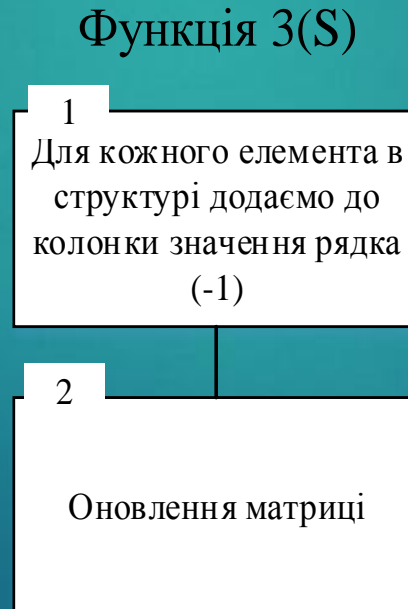 Функція 3(S)
1
Для кожного елемента в
структурі додаємо до
колонки значення рядка
(-1)
2
Оновлення матриці